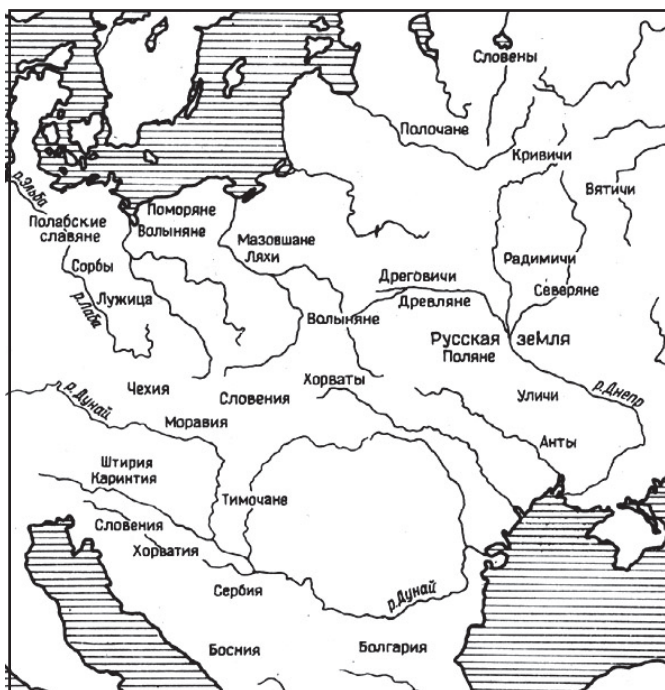 Словены
Полочане
Кривичи
Вятичи
р.Эльба
Поморяне
Полабские
славяне
Волыняне
Мазовшане
Ляхи
Радимичи
Сорбы
Дреговичи
Северяне
Лужица
р.Лаба
Древляне
Волыняне
Русская земля
Поляне
Хорваты
Чехия
Словения
Уличи
р.Днепр
р.Дунай
Моравия
Анты
Штирия
Каринтия
Тимочане
Словения
Хорватия
Сербия
р.Дунай
Босния
Болгария